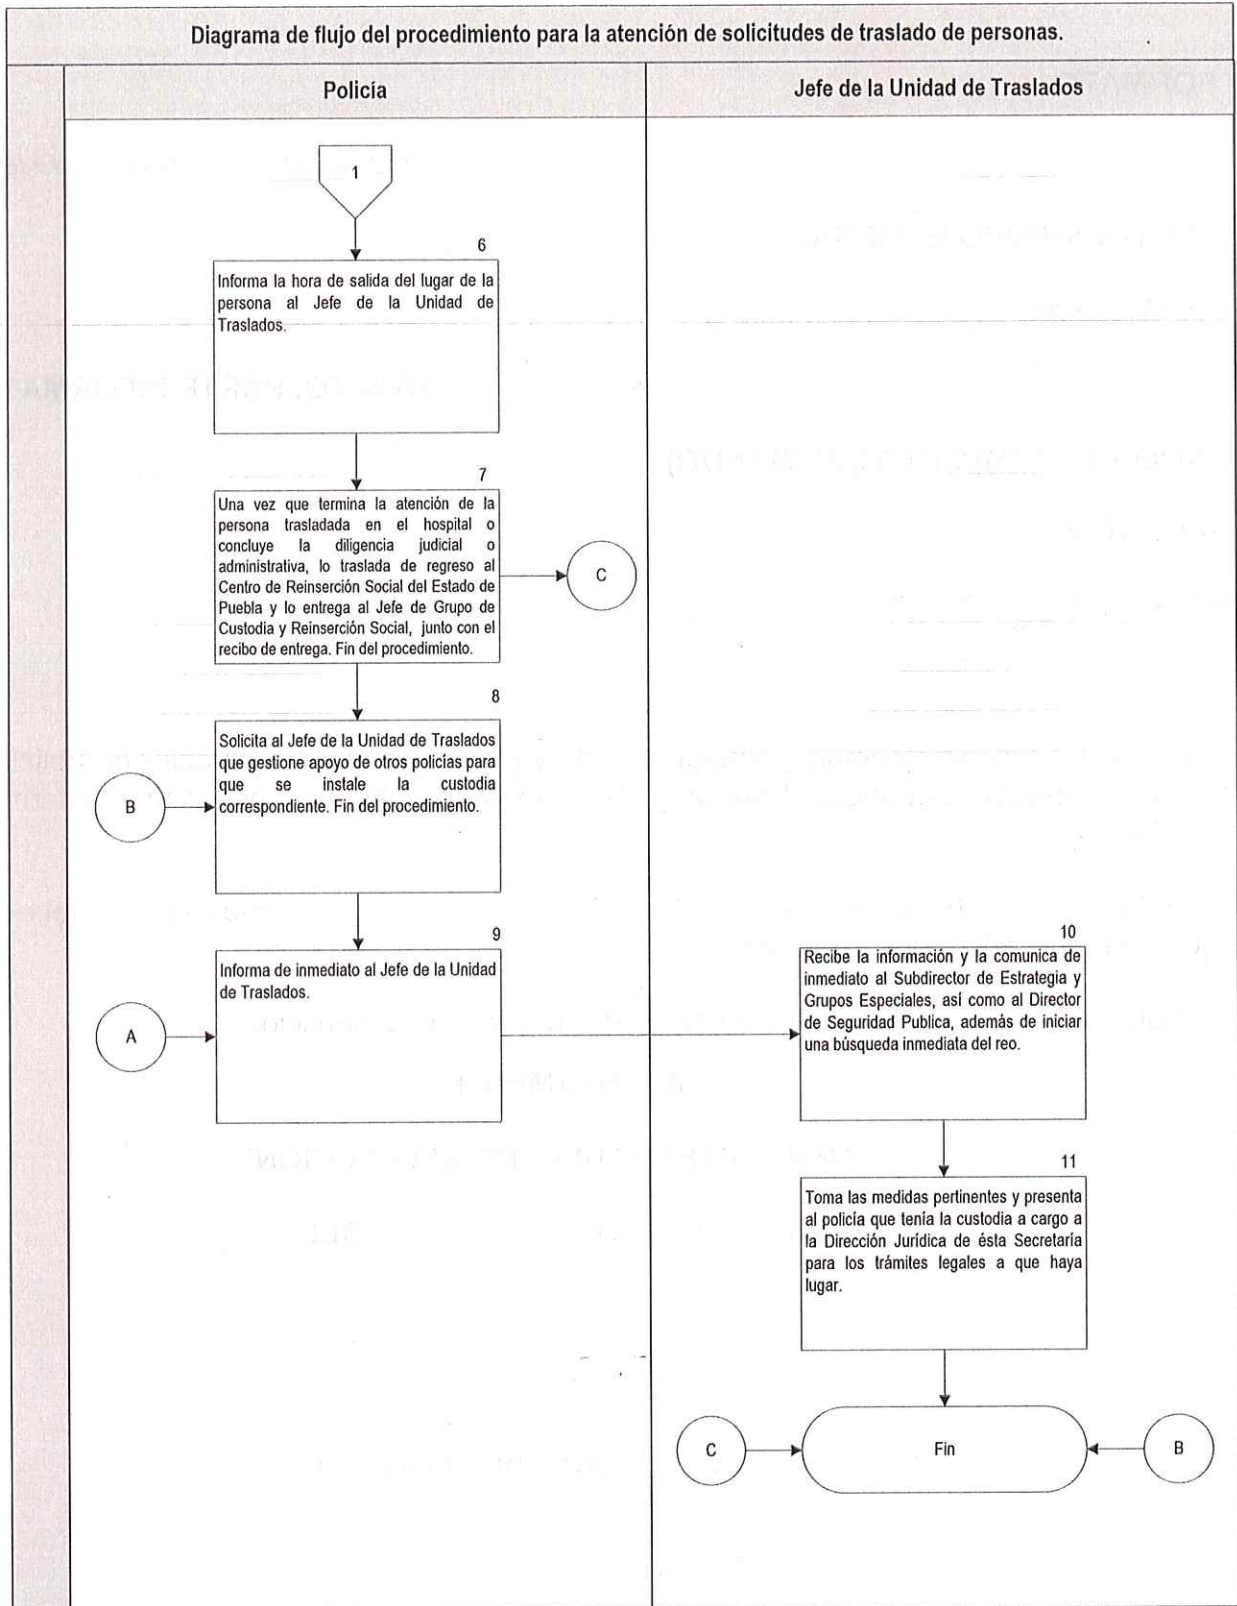 Diagrama de flujo del procedimiento para la atención de solicitudes de traslado de personas.
Policía
Jefe de la Unidad de Traslados
1
6
Informa la hora de salida del lugar de la
persona al Jefe de la Unidad de
Traslados.
7
Una vez que termina la atención de la
persona trasladada en el hospital o
concluye la diligencia judicial o
administrativa, lo traslada de regreso al
Centro de Reinserción Social del Estado de
Puebla y lo entrega al Jefe de Grupo de
Custodia y Reinserción Social, junto con el
recibo de entrega. Fin del procedimiento.
C
8
Solicita al Jefe de la Unidad de Traslados
que gestione apoyo de otros policías para
que se instale la custodia
correspondiente. Fin del procedimiento.
B
9
Informa de inmediato al Jefe de la Unidad
de Traslados.
A
10
Recibe la información y la comunica de
inmediato al Subdirector de Estrategia y
Grupos Especiales, así como al Director
de Seguridad Publica, además de iniciar
una búsqueda inmediata del reo.
11
Toma las medidas pertinentes y presenta
al policía que tenía la custodia a cargo a
la Dirección Jurídica de ésta Secretaría
para los trámites legales a que haya
lugar.
C
Fin
B